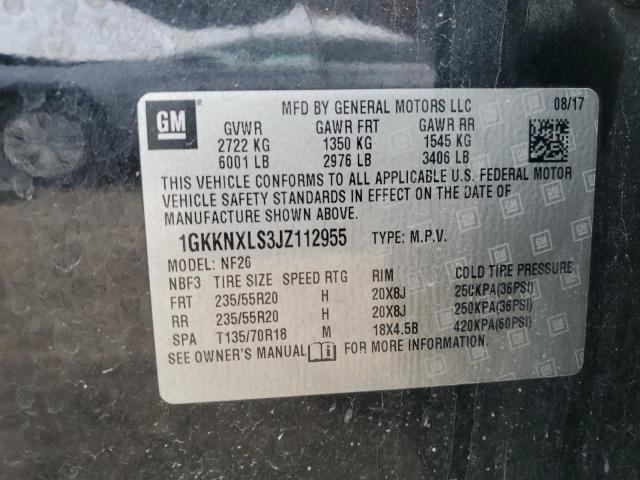 GM
MFD BY GENERAL MOTORS LLC 08/17
GVWR GAWR FRT GAWR RR
2722 KG 1350 KG 1545 KG
6001 LB 2976 LB 3406 LB
THIS VEHICLE CONFORMS TO ALL APPLICABLE U.S. FEDERAL MOTOR
VEHICLE SAFETY STANDARDS IN EFFECT ON THE DATE OF
MANUFACTURE SHOWN ABOVE.
1GKKNXLS3JZ112955 TYPE: M.P.V.
MODEL: NF26
NBF3 TIRE SIZE SPEED RTG RIM COLD TIRE PRESSURE
FRT 235/55R20 H 20X8J 250KPA(36PSI)
RR 235/55R20 H 20X8J 250KPA(36PSI)
SPA T135/70R18 M 18X4.5B 420KPA(60PSI)
SEE OWNER'S MANUAL FOR MORE INFORMATION.